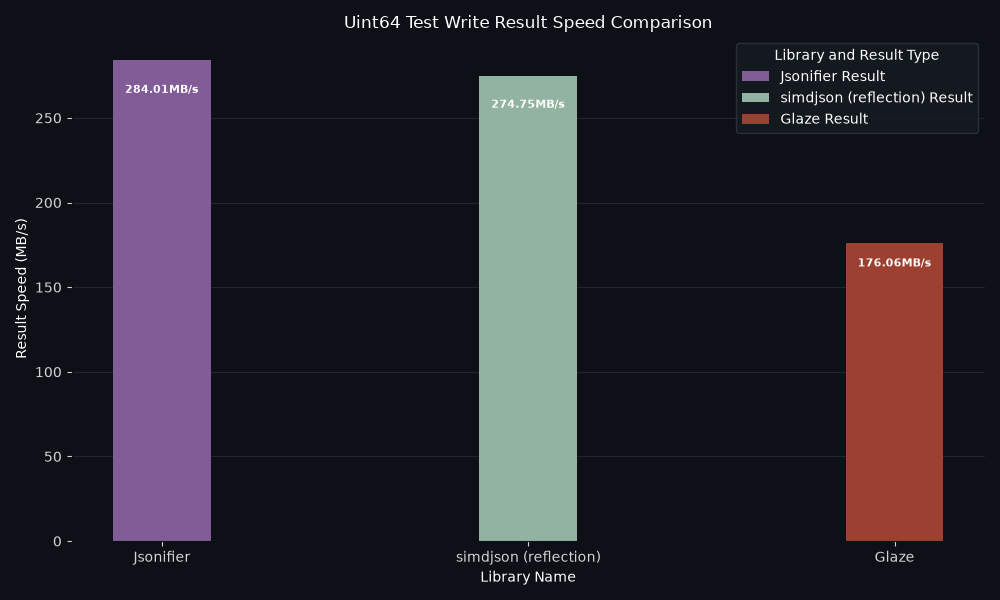 Uint64 Test Write Result Speed Comparison
Library and Result Type
Jsonifier Result
simdjson (reflection) Result
Glaze Result
284.01MB/s
274.75MB/s
176.06MB/s
Result Speed (MB/s)
250
200
150
100
50
0
Jsonifier
simdjson (reflection)
Glaze
Library Name